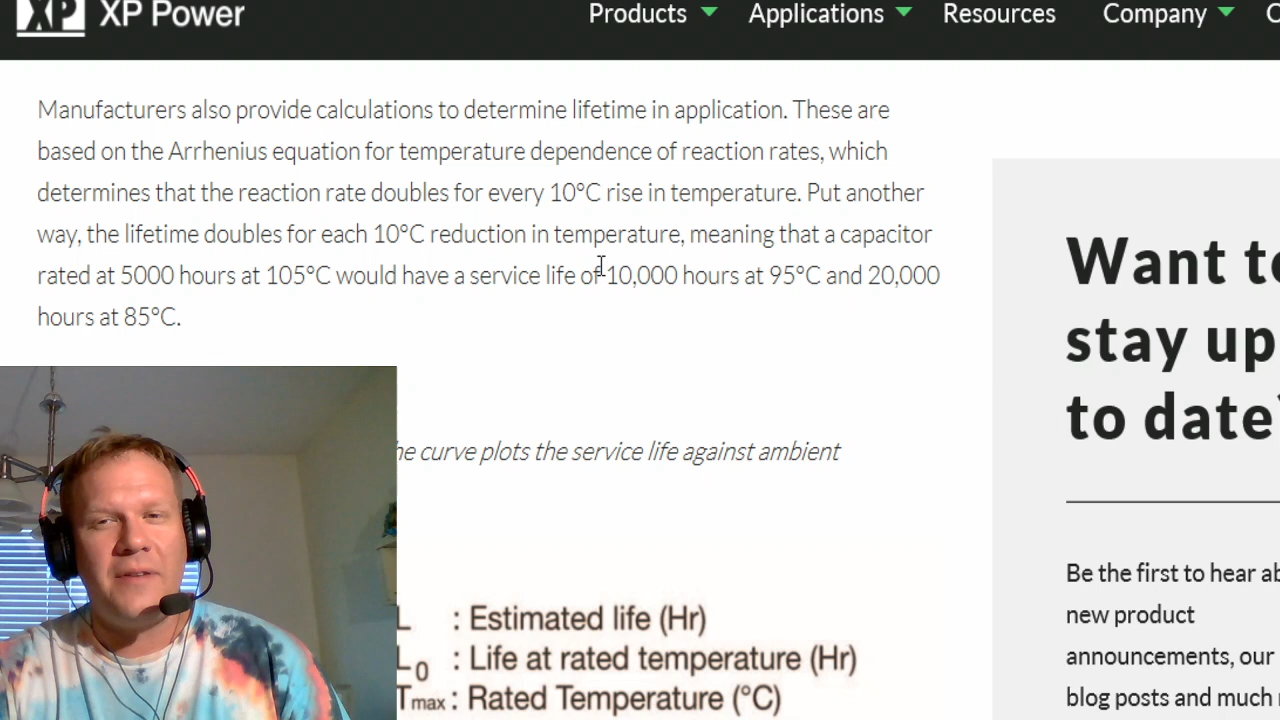 XP XP Power
Products Applications Resources Company
Manufacturers also provide calculations to determine lifetime in application. These are
based on the Arrhenius equation for temperature dependence of reaction rates, which
determines that the reaction rate doubles for every 10°C rise in temperature. Put another
way, the lifetime doubles for each 10°C reduction in temperature, meaning that a capacitor
rated at 5000 hours at 105°C would have a service life of 10,000 hours at 95°C and 20,000
hours at 85°C.
he curve plots the service life against ambient
L : Estimated life (Hr)
L0 : Life at rated temperature (Hr)
Tmax : Rated Temperature (°C)
Want to
stay up
to date?
Be the first to hear ab
new product
announcements, our
blog posts and much